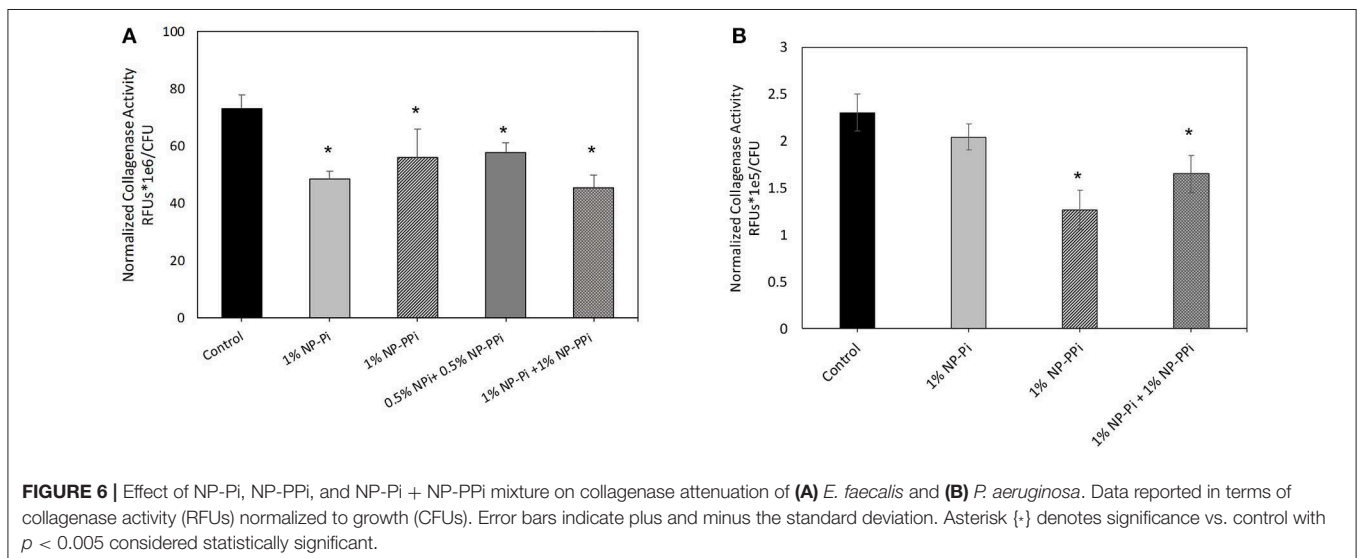 A
100
80
60
40
20
0
Normalized Collagenase Activity
RFUs*1e6/CFU
*
*
*
*
Control
1% NP-Pi
1% NP-PPi
0.5% NPi+ 0.5% NP-PPi
1% NP-Pi +1% NP-PPi
B
3
2.5
2
1.5
1
0.5
0
Normalized Collagenase Activity
RFUs*1e5/CFU
*
*
Control
1% NP-Pi
1% NP-PPi
1% NP-Pi + 1% NP-PPi
FIGURE 6 | Effect of NP-Pi, NP-PPi, and NP-Pi + NP-PPi mixture on collagenase attenuation of (A) E. faecalis and (B) P. aeruginosa. Data reported in terms of
collagenase activity (RFUs) normalized to growth (CFUs). Error bars indicate plus and minus the standard deviation. Asterisk {*} denotes significance vs. control with
p < 0.005 considered statistically significant.